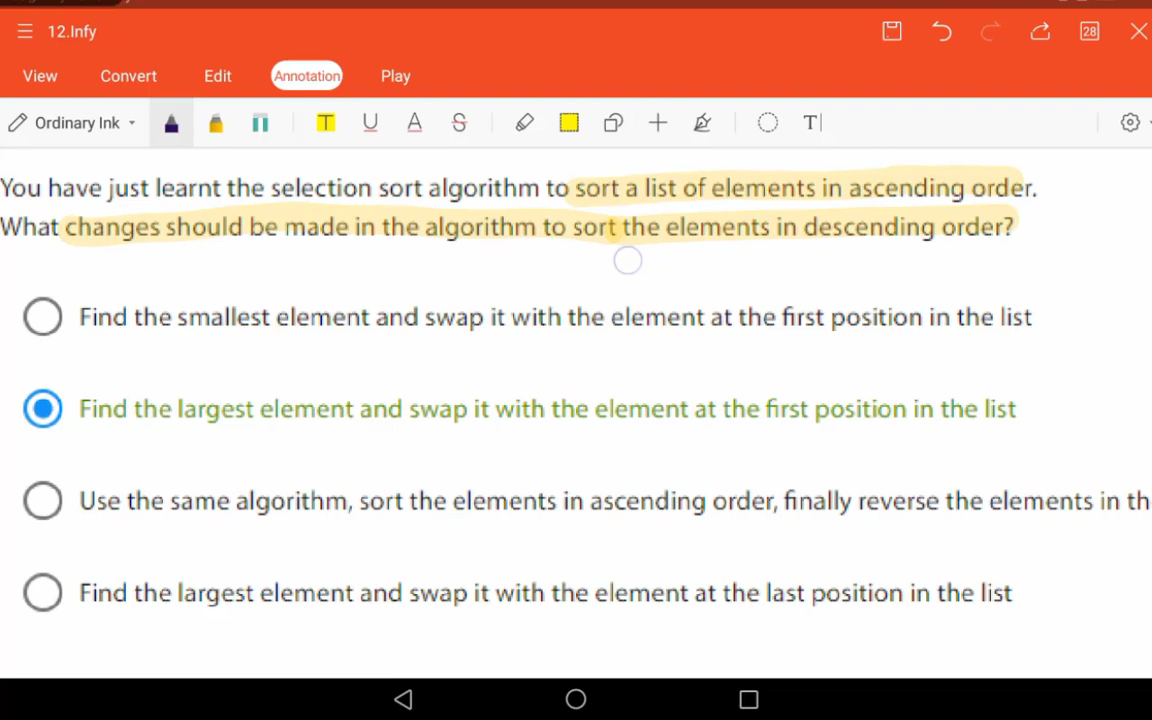 12.Infy
28
View Convert Edit Annotation Play
Ordinary Ink T U A S T
You have just learnt the selection sort algorithm to sort a list of elements in ascending order.
What changes should be made in the algorithm to sort the elements in descending order?
Find the smallest element and swap it with the element at the first position in the list
Find the largest element and swap it with the element at the first position in the list
Use the same algorithm, sort the elements in ascending order, finally reverse the elements in th
Find the largest element and swap it with the element at the last position in the list